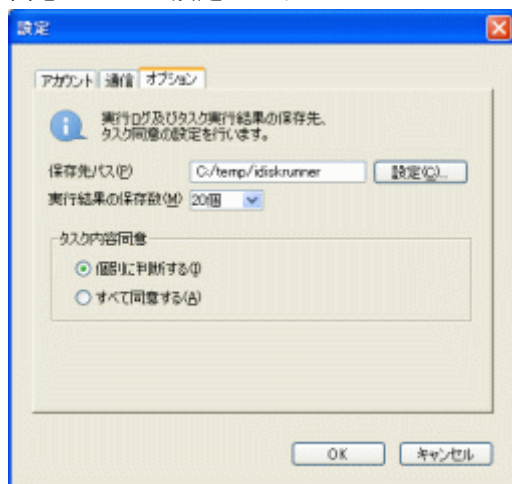 設定
アカウント 通信 オプション
実行ログ及びタスク実行結果の保存先、
タスク同意の設定を行います。
保存先パス(P) C:/temp/idiskrunner 設定(C)...
実行結果の保存数(M) 20個
タスク内容同意
個別に判断する(I)
すべて同意する(A)
OK キャンセル